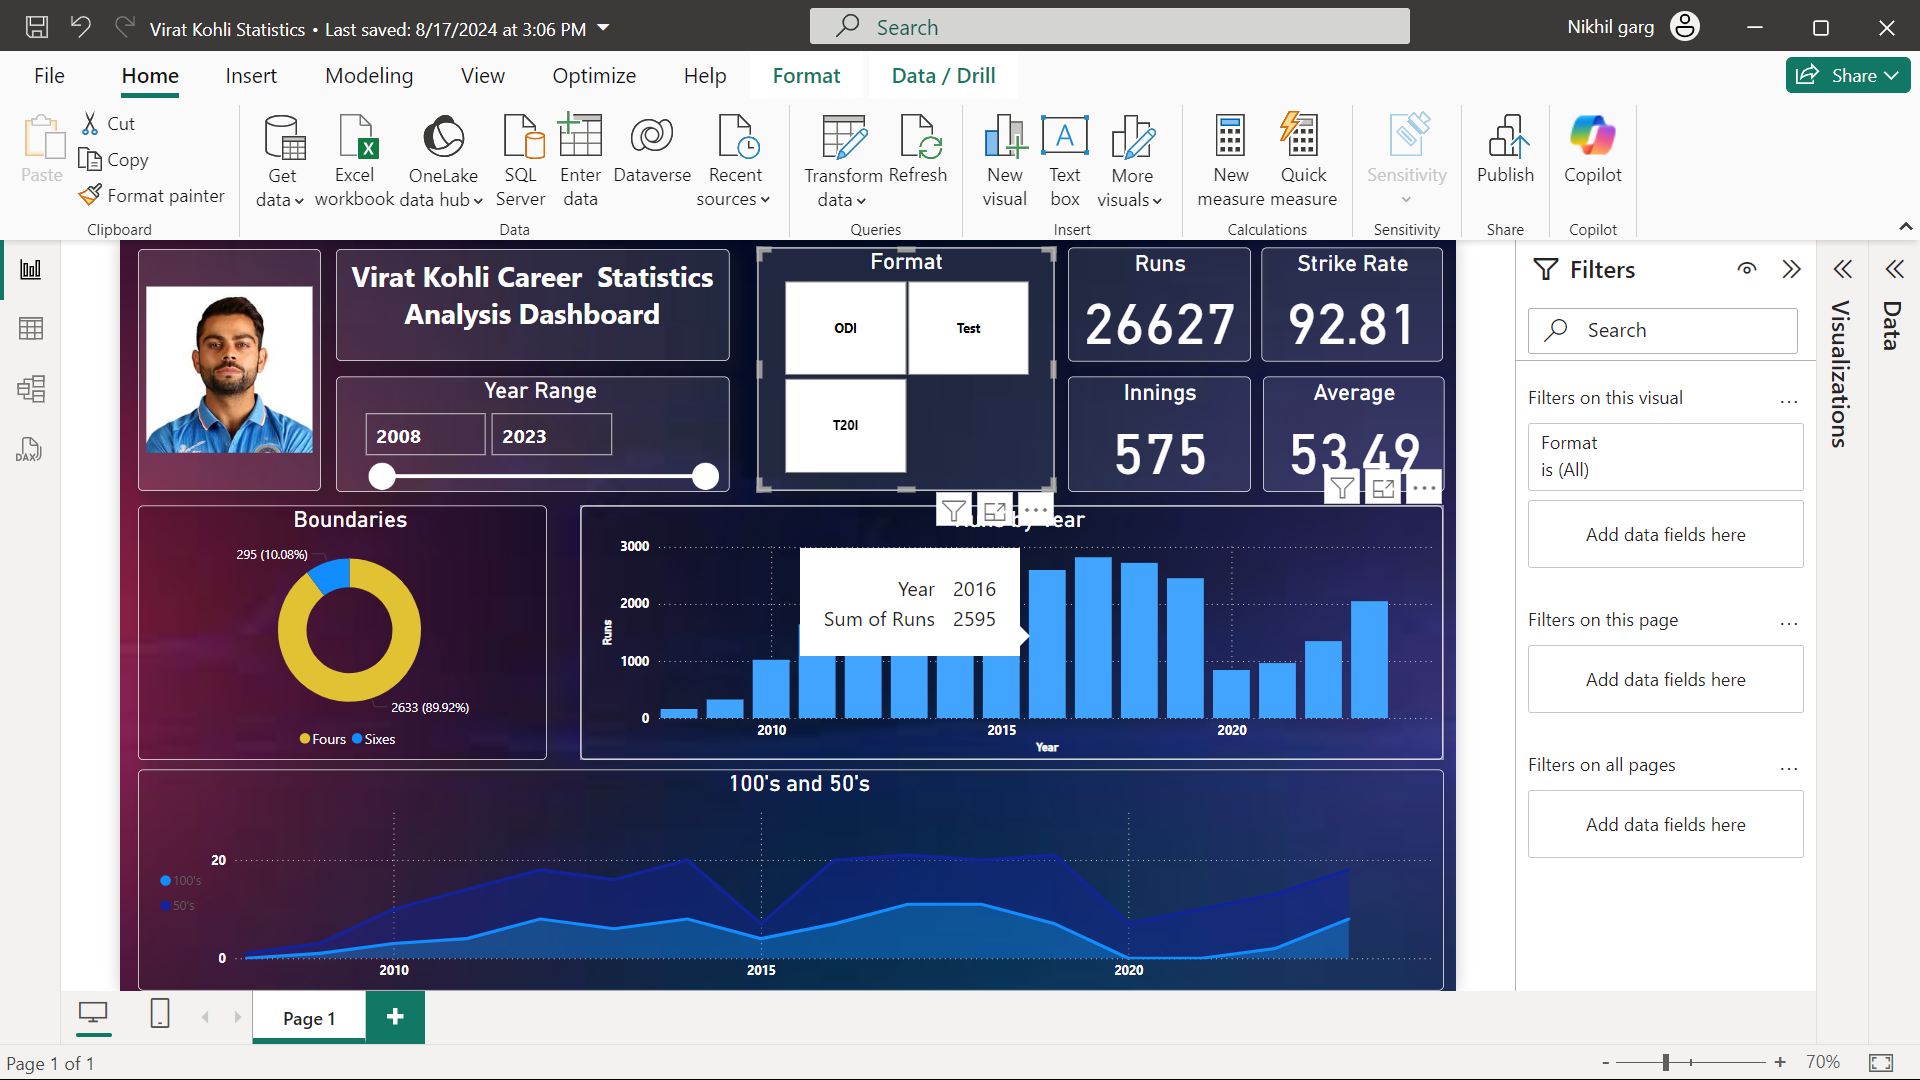 Virat Kohli Statistics • Last saved: 8/17/2024 at 3:06 PM
Search
Nikhil garg
File Home Insert Modeling View Optimize Help Format Data / Drill
Share
Paste
Cut
Copy
Format painter
Clipboard
Get data
Excel workbook
OneLake data hub
SQL Server
Enter data
Dataverse
Recent sources
Data
Transform data
Refresh
Queries
New visual
Text box
More visuals
Insert
New measure
Quick measure
Calculations
Sensitivity
Sensitivity
Publish
Share
Copilot
Copilot
Virat Kohli Career Statistics
Analysis Dashboard
Year Range
2008 2023
Format
ODI Test
T20I
Runs
26627
Strike Rate
92.81
Innings
575
Average
53.49
Boundaries
295 (10.08%)
2633 (89.92%)
Fours Sixes
Runs by Year
3000
2000
1000
0
Runs
2010 2015 2020
Year
Year 2016
Sum of Runs 2595
100's and 50's
100's
50's
20
0
2010 2015 2020
Filters
Search
Filters on this visual ...
Format
is (All)
Add data fields here
Filters on this page ...
Add data fields here
Filters on all pages ...
Add data fields here
Visualizations
Data
DAX
Page 1
+
Page 1 of 1
- + 70%